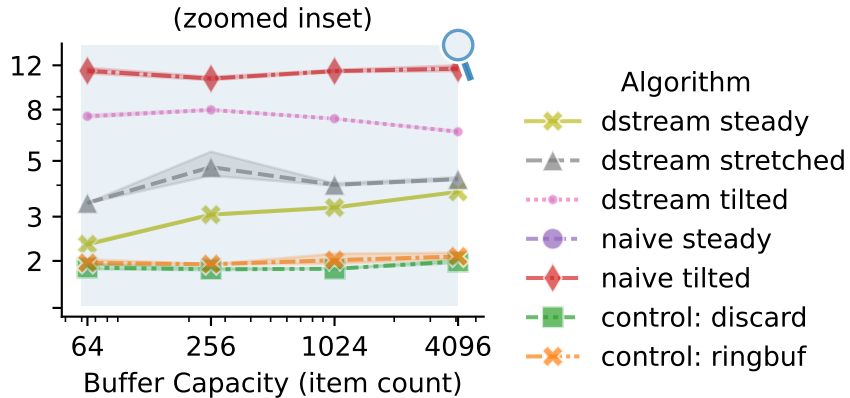 (zoomed inset)
12
8
5
3
2
64 256 1024 4096
Buffer Capacity (item count)
Algorithm
dstream steady
dstream stretched
dstream tilted
naive steady
naive tilted
control: discard
control: ringbuf